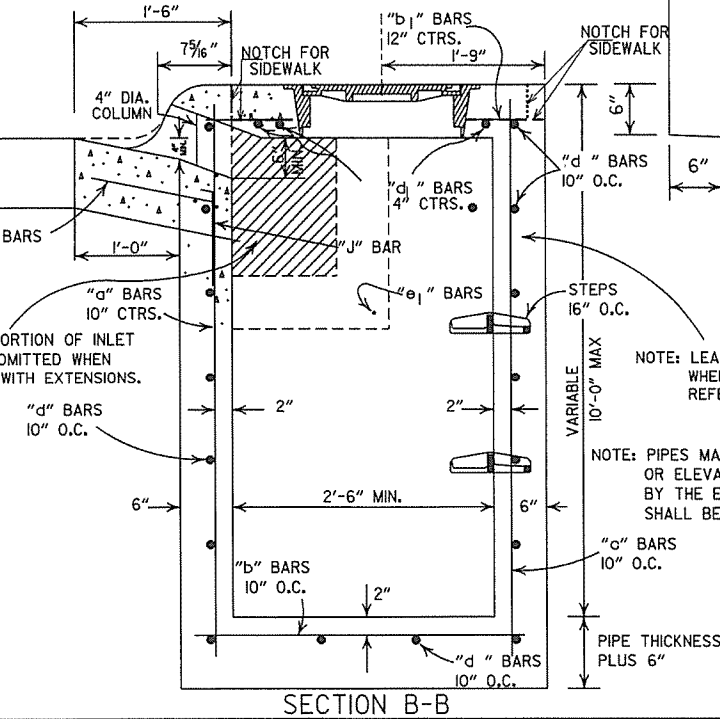 1'-6"
7 5/16"
NOTCH FOR
SIDEWALK
"b1" BARS
12" CTRS.
1'-9"
NOTCH FOR
SIDEWALK
4" DIA.
COLUMN
6"
MIN.
6"
"d1" BARS
4" CTRS.
"d " BARS
10" O.C.
6"
BARS
1'-0"
"J" BAR
"a" BARS
10" CTRS.
"e1" BARS
STEPS
16" O.C.
ORTION OF INLET
OMITTED WHEN
WITH EXTENSIONS.
VARIABLE
10'-0" MAX
NOTE: LEA
WHE
REFE
"d" BARS
10" O.C.
2"
2"
NOTE: PIPES MA
OR ELEVA
BY THE E
SHALL BE
6"
2'-6" MIN.
6"
"a" BARS
10" O.C.
"b" BARS
10" O.C.
2"
"d " BARS
10" O.C.
PIPE THICKNESS
PLUS 6"
SECTION B-B